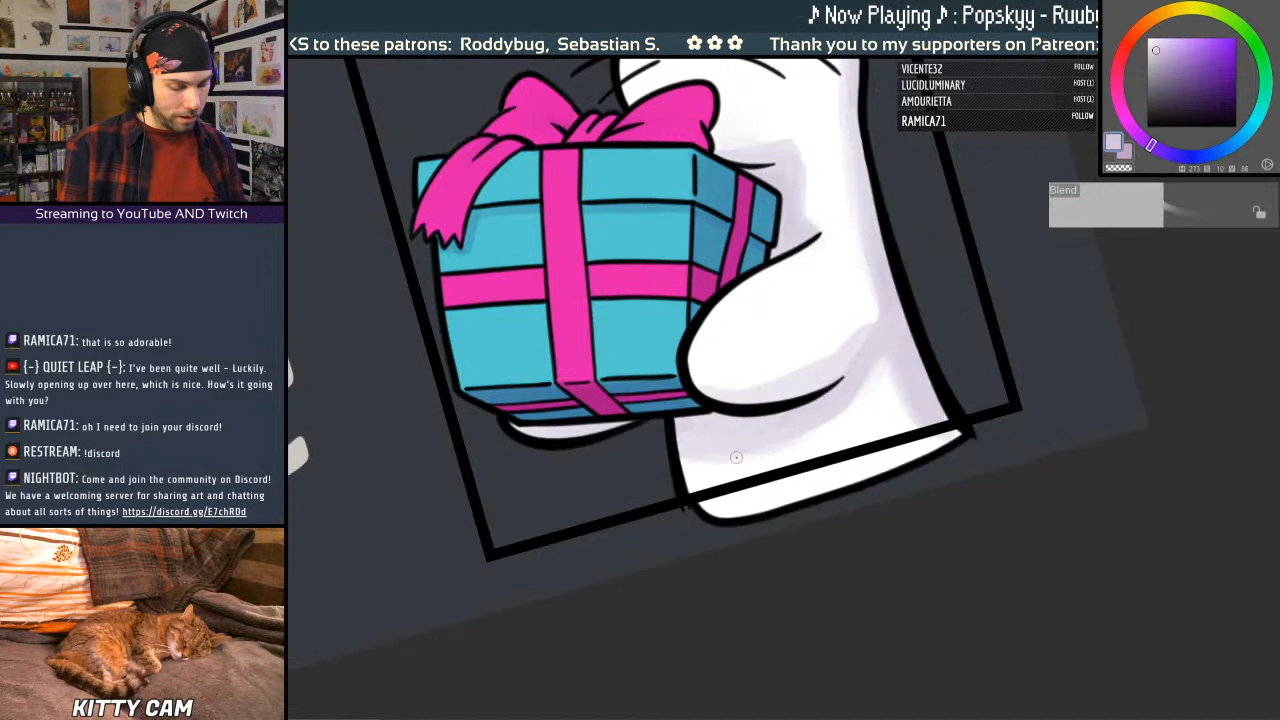 ♪ Now Playing ♪ : Popskyy - Ruuby
KS to these patrons: Roddybug, Sebastian S. ✿ ✿ ✿ Thank you to my supporters on Patreon:
VICENTE32 FOLLOW
LUCIDLUMINARY HOST(1)
AMOURIETTA HOST(1)
RAMICA71 FOLLOW
Blend
Streaming to YouTube AND Twitch
RAMICA71: that is so adorable!
{-} QUIET LEAP {-}: I've been quite well - Luckily.
Slowly opening up over here, which is nice. How's it going
with you?
RAMICA71: oh I need to join your discord!
RESTREAM: !discord
NIGHTBOT: Come and join the community on Discord!
We have a welcoming server for sharing art and chatting
about all sorts of things! https://discord.gg/E7chRDd
KITTY CAM